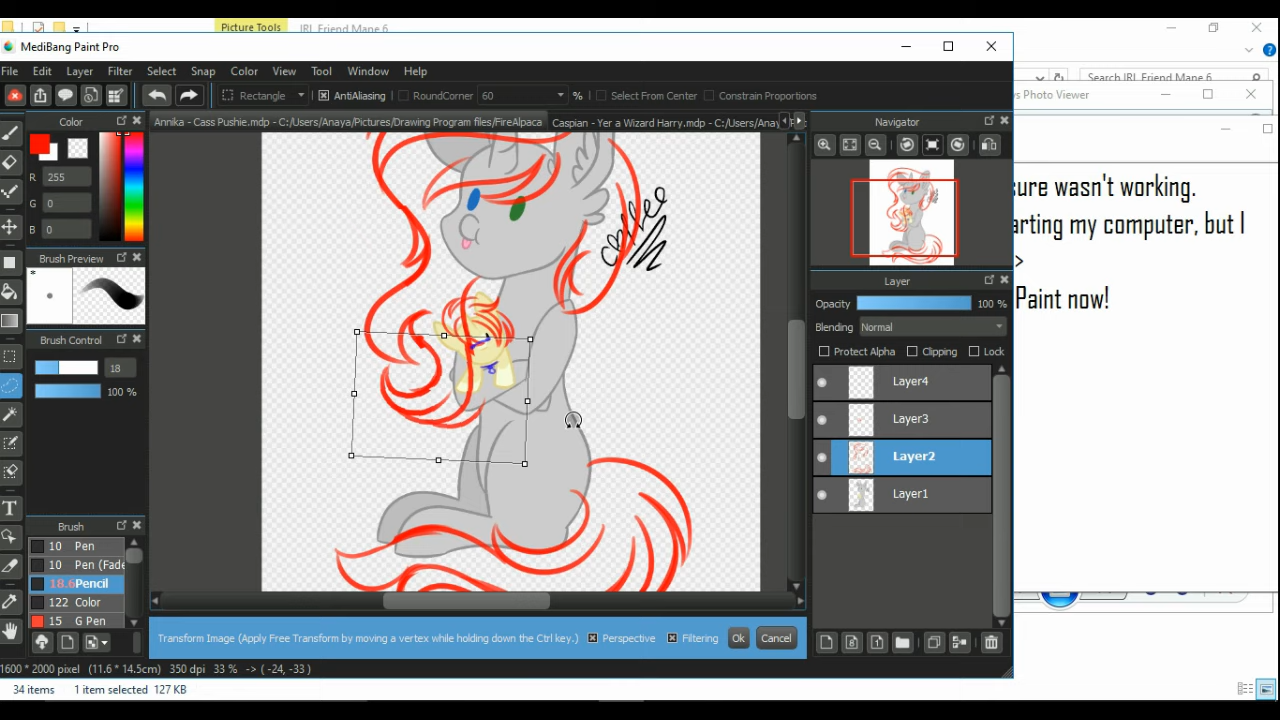 Picture Tools IRL Friend Mane 6
MediBang Paint Pro
File Edit Layer Filter Select Snap Color View Tool Window Help
Search IRL Friend Mane 6
Rectangle AntiAliasing RoundCorner 60 % Select From Center Constrain Proportions
s Photo Viewer
Color
Annika - Cass Pushie.mdp - C:/Users/Anaya/Pictures/Drawing Program files/FireAlpaca
Caspian - Yer a Wizard Harry.mdp - C:/Users/Ana
Navigator
R 255
G 0
B 0
sure wasn't working.
arting my computer, but I
>
Paint now!
coffee
Brush Preview
*
Layer
Opacity 100 %
Blending Normal
Protect Alpha Clipping Lock
Brush Control
18
100 %
Layer4
Layer3
Layer2
Layer1
Brush
10 Pen
10 Pen (Fade
18.6 Pencil
122 Color
15 G Pen
T
8
1
Transform Image (Apply Free Transform by moving a vertex while holding down the Ctrl key.) Perspective Filtering Ok Cancel
1600 * 2000 pixel (11.6 * 14.5cm) 350 dpi 33 % -> ( -24, -33 )
34 items 1 item selected 127 KB